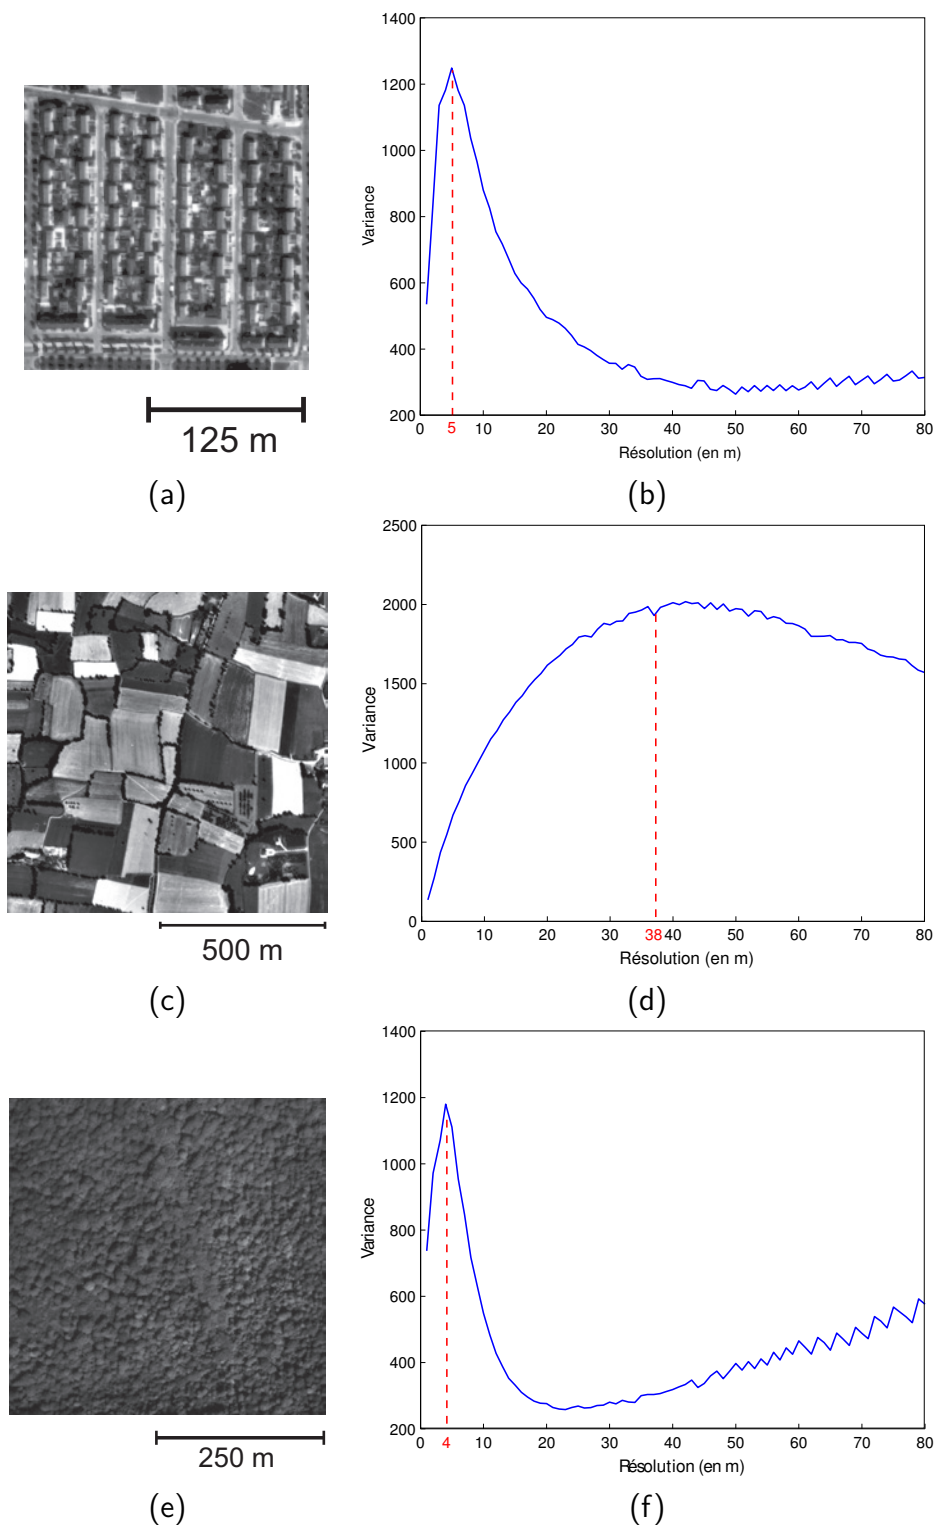 1400
1200
1000
800
600
400
200
Variance
0 5 10 20 30 40 50 60 70 80
Résolution (en m)
125 m
(a) (b)
2500
2000
1500
1000
500
0
Variance
0 10 20 30 38 40 50 60 70 80
Résolution (en m)
500 m
(c) (d)
1400
1200
1000
800
600
400
200
Variance
0 4 10 20 30 40 50 60 70 80
Résolution (en m)
250 m
(e) (f)